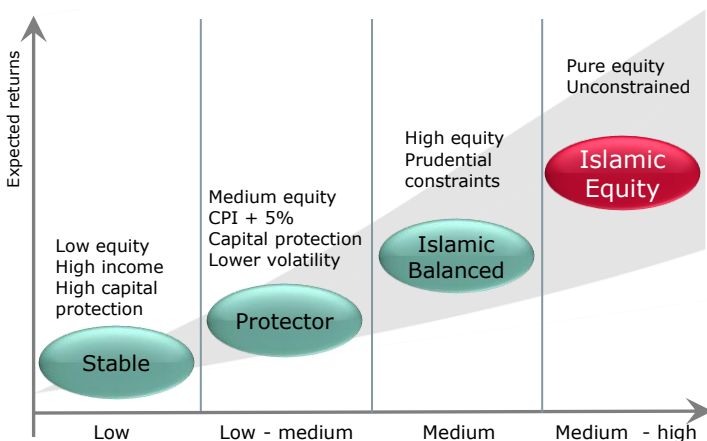 Expected returns
Pure equity
Unconstrained
Islamic
Equity
High equity
Prudential
constraints
Islamic
Balanced
Medium equity
CPI + 5%
Capital protection
Lower volatility
Protector
Low equity
High income
High capital
protection
Stable
Low
Low - medium
Medium
Medium - high